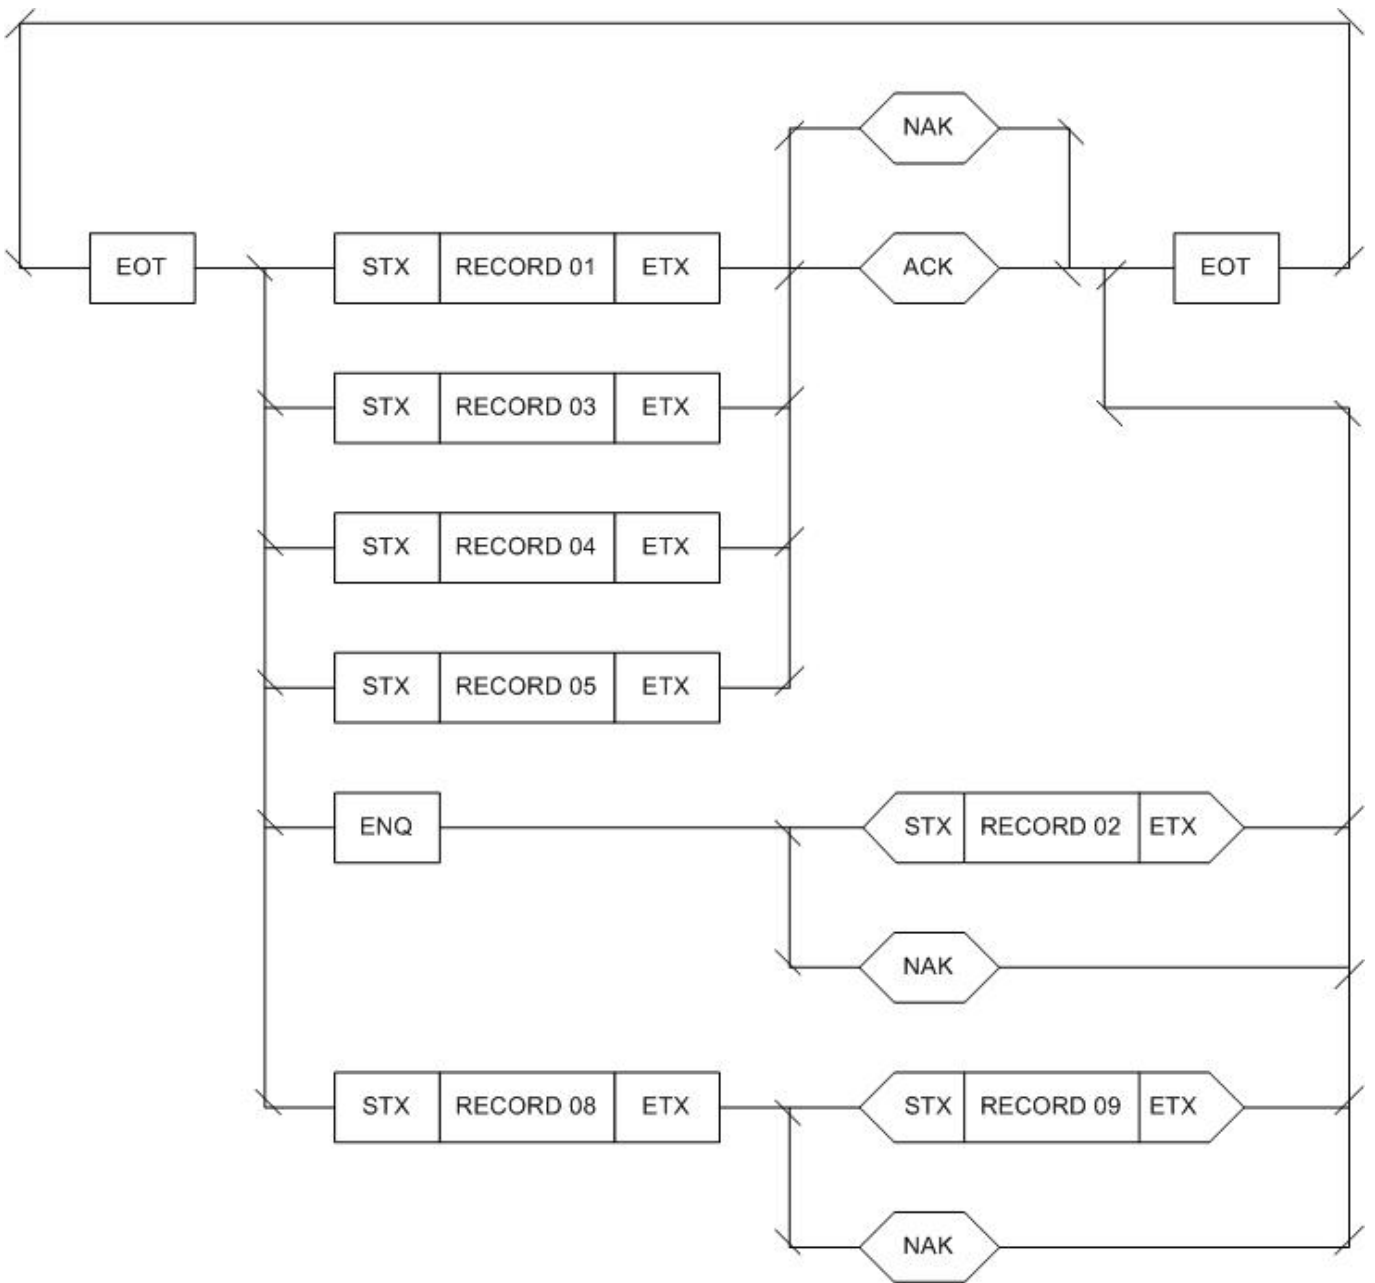 NAK
EOT STX RECORD 01 ETX ACK EOT
STX RECORD 03 ETX
STX RECORD 04 ETX
STX RECORD 05 ETX
ENQ STX RECORD 02 ETX
NAK
STX RECORD 08 ETX STX RECORD 09 ETX
NAK